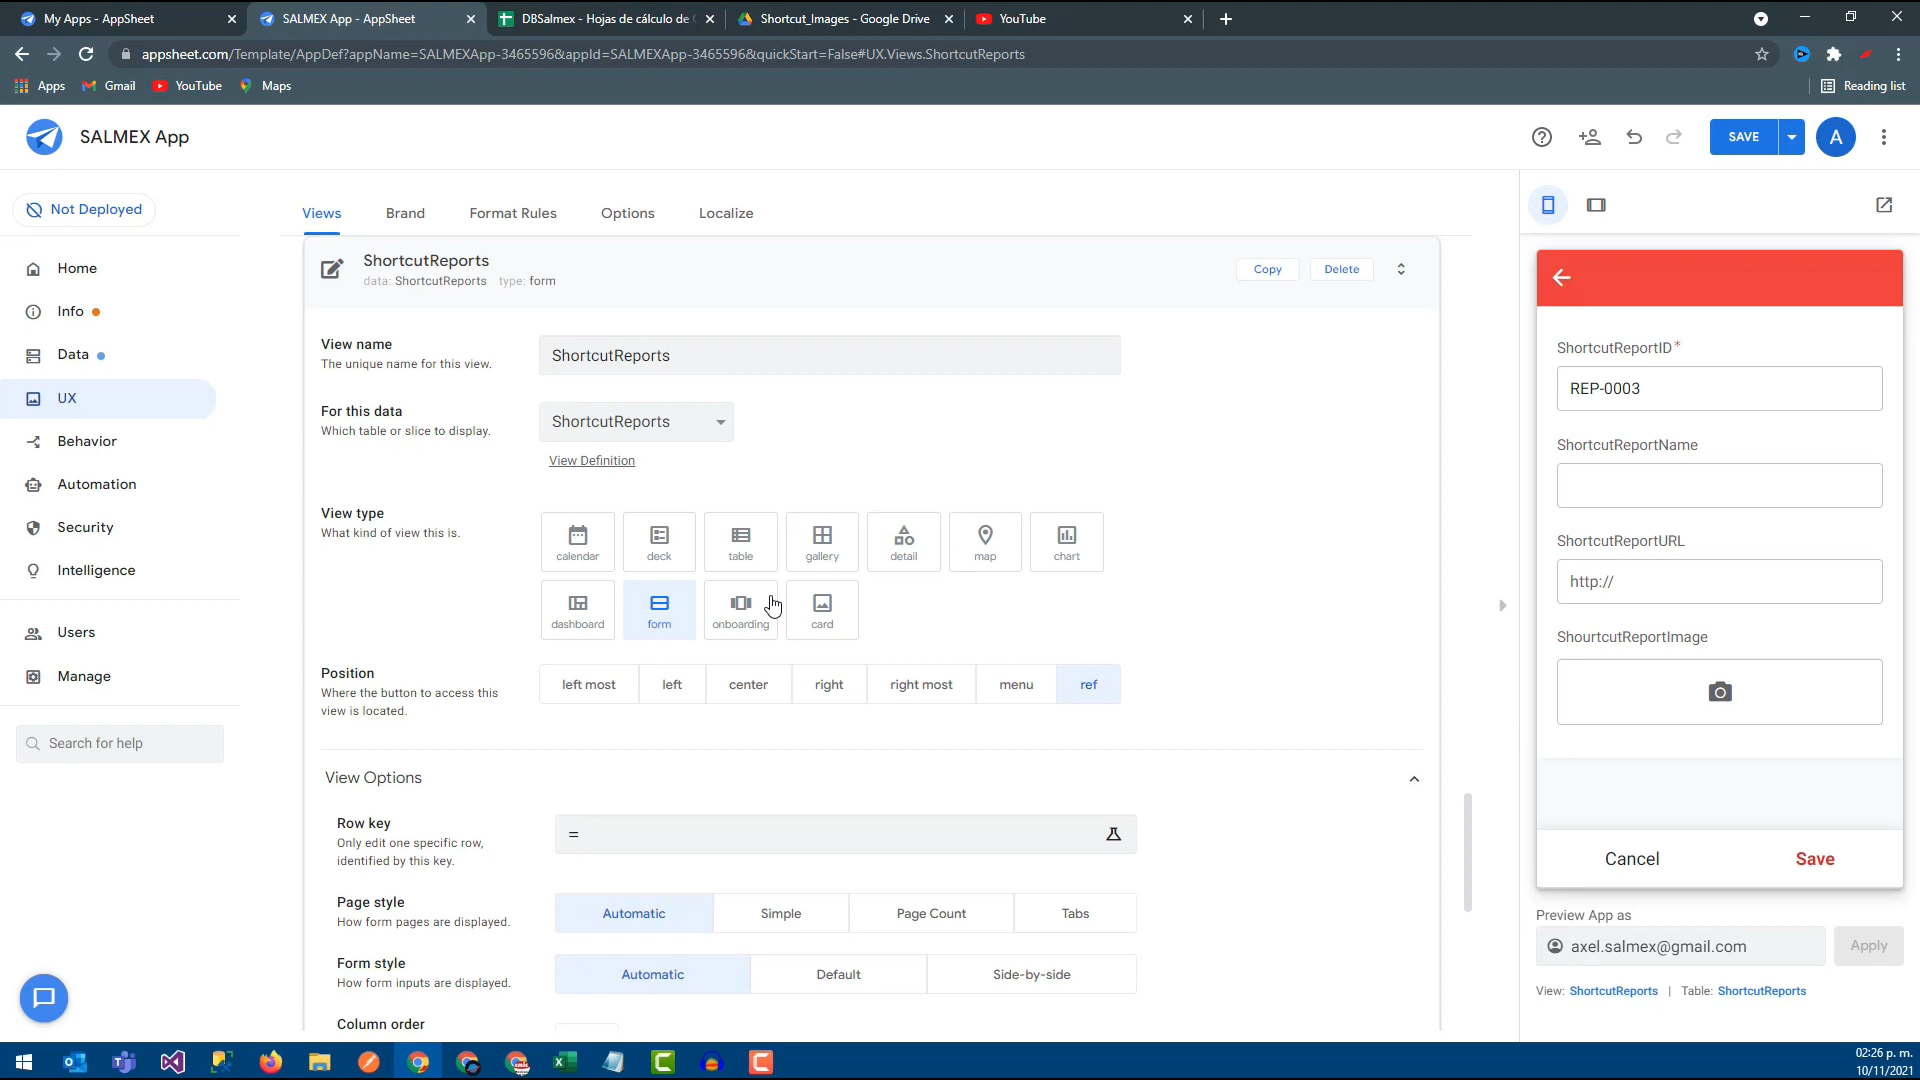 My Apps - AppSheet
SALMEX App - AppSheet
DBSalmex - Hojas de cálculo de
Shortcut_Images - Google Drive
YouTube
appsheet.com/Template/AppDef?appName=SALMEXApp-3465596&appId=SALMEXApp-3465596&quickStart=False#UX.Views.ShortcutReports
Apps
Gmail
YouTube
Maps
Reading list
SALMEX App
SAVE
A
Not Deployed
Home
Info
Data
UX
Behavior
Automation
Security
Intelligence
Users
Manage
Search for help
Views
Brand
Format Rules
Options
Localize
ShortcutReports
data: ShortcutReports type: form
Copy
Delete
View name
The unique name for this view.
ShortcutReports
For this data
Which table or slice to display.
ShortcutReports
View Definition
View type
What kind of view this is.
calendar
deck
table
gallery
detail
map
chart
dashboard
form
onboarding
card
Position
Where the button to access this
view is located.
left most
left
center
right
right most
menu
ref
View Options
Row key
Only edit one specific row,
identified by this key.
=
Page style
How form pages are displayed.
Automatic
Simple
Page Count
Tabs
Form style
How form inputs are displayed.
Automatic
Default
Side-by-side
Column order
ShortcutReportID*
REP-0003
ShortcutReportName
ShortcutReportURL
http://
ShourtcutReportImage
Cancel
Save
Preview App as
axel.salmex@gmail.com
Apply
View: ShortcutReports | Table: ShortcutReports
02:26 p. m.
10/11/2021